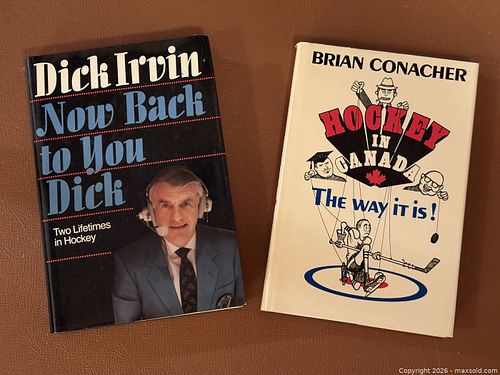 Dick Irvin
Now Back
to You
Dick
Two Lifetimes
in Hockey
BRIAN CONACHER
HOCKEY
IN
CANADA
THE WAY IT IS!
Copyright 2026 - maxsold.com